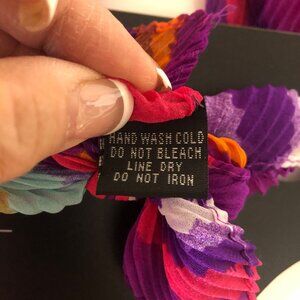 HAND WASH COLD
DO NOT BLEACH
LINE DRY
DO NOT IRON